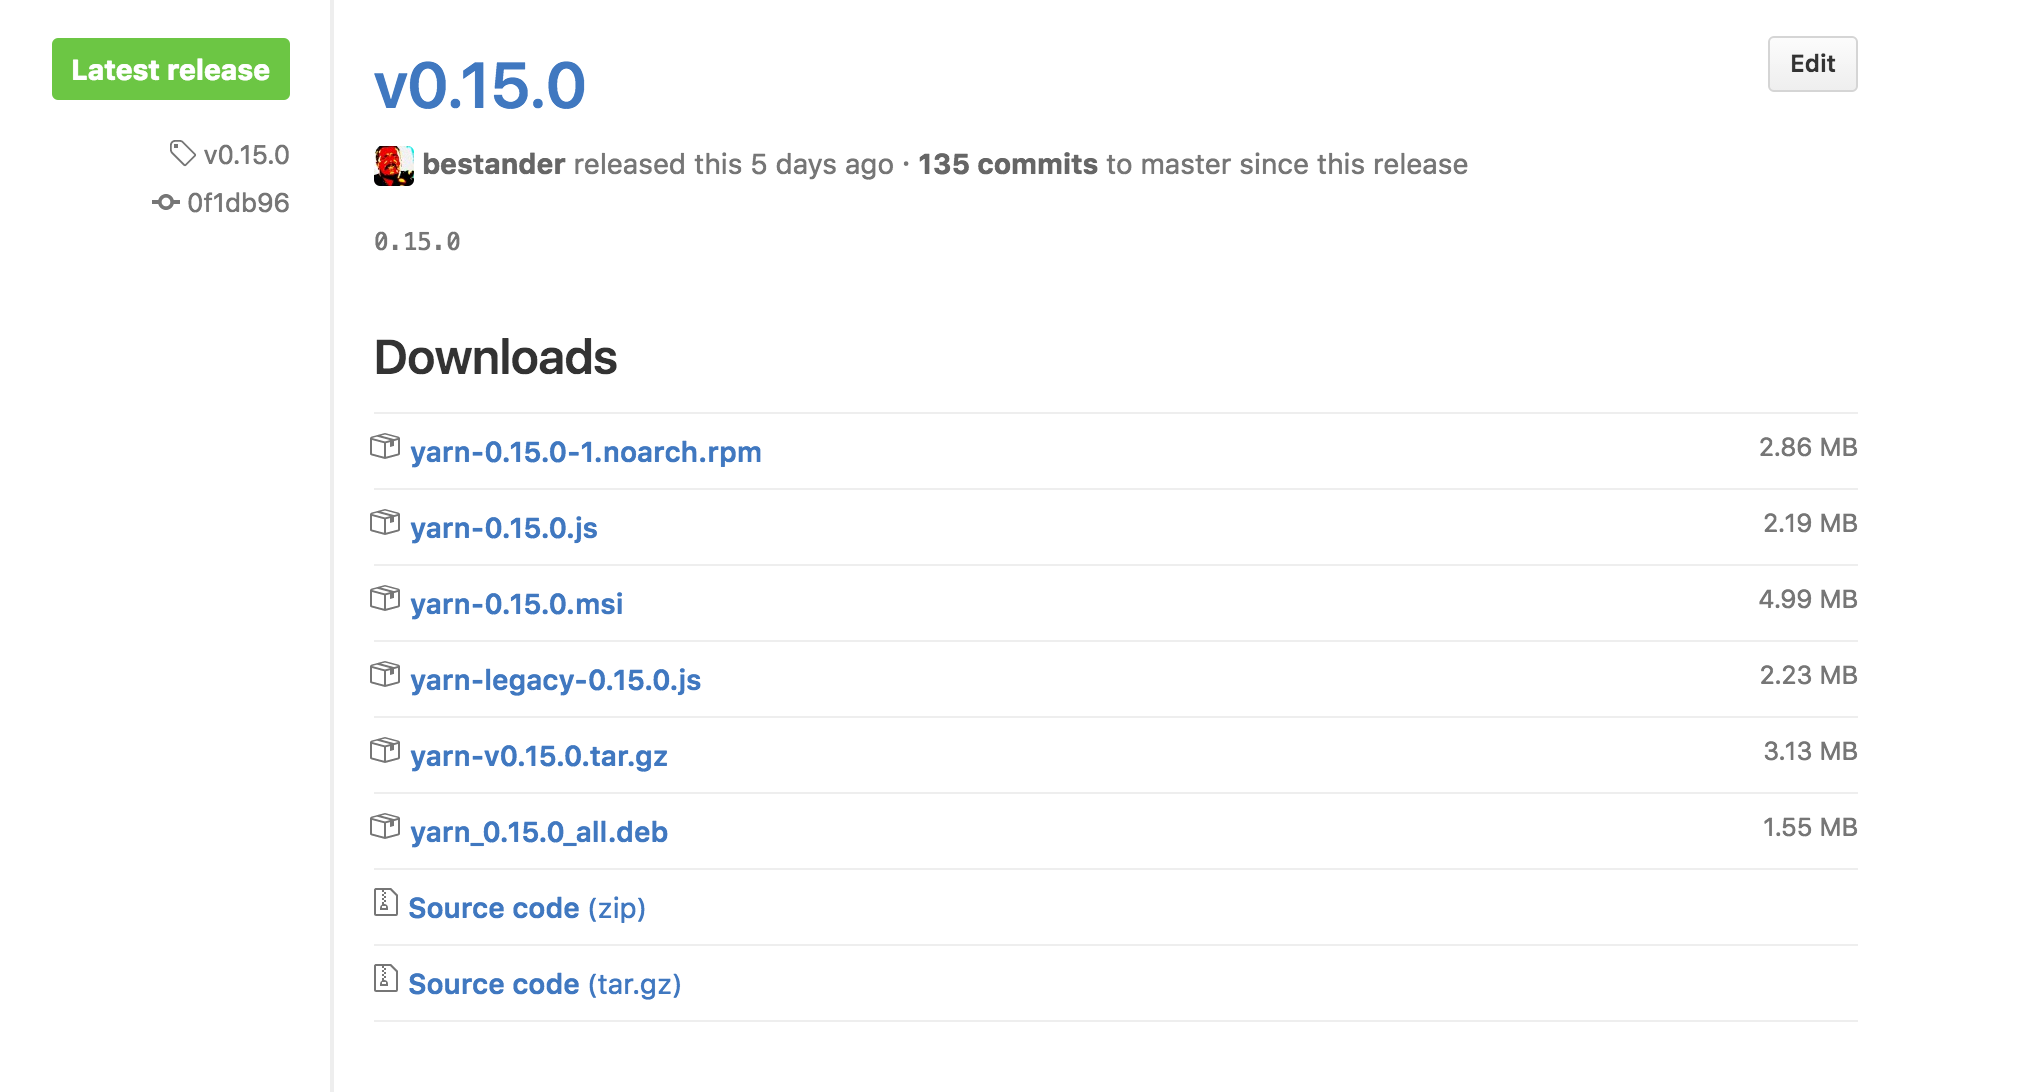 Latest release
v0.15.0
0f1db96
v0.15.0
Edit
bestander released this 5 days ago · 135 commits to master since this release
0.15.0
Downloads
yarn-0.15.0-1.noarch.rpm 2.86 MB
yarn-0.15.0.js 2.19 MB
yarn-0.15.0.msi 4.99 MB
yarn-legacy-0.15.0.js 2.23 MB
yarn-v0.15.0.tar.gz 3.13 MB
yarn_0.15.0_all.deb 1.55 MB
Source code (zip)
Source code (tar.gz)